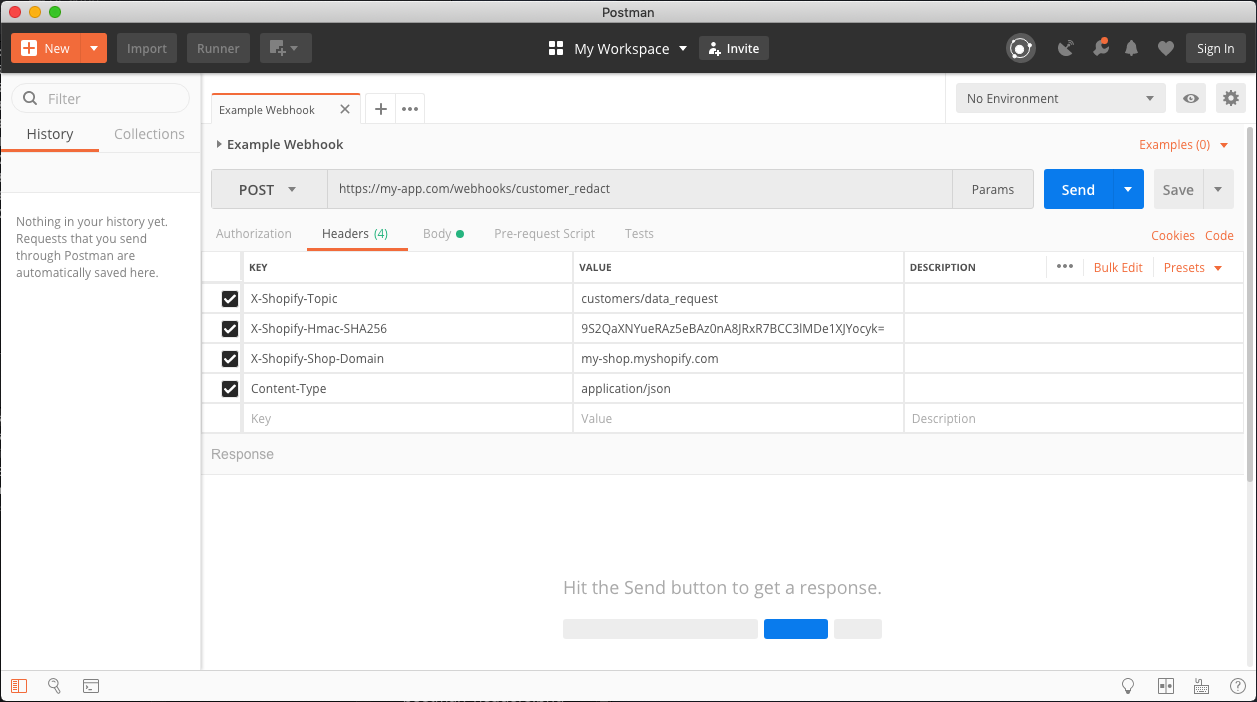 Postman
New
Import
Runner
My Workspace
Invite
Sign In
Filter
History
Collections
Nothing in your history yet.
Requests that you send
through Postman are
automatically saved here.
Example Webhook
No Environment
Example Webhook
Examples (0)
POST
https://my-app.com/webhooks/customer_redact
Params
Send
Save
Authorization
Headers (4)
Body
Pre-request Script
Tests
Cookies
Code
KEY
VALUE
DESCRIPTION
Bulk Edit
Presets
X-Shopify-Topic
customers/data_request
X-Shopify-Hmac-SHA256
9S2QaXNYueRAz5eBAz0nA8JRxR7BCC3lMDe1XJYocyk=
X-Shopify-Shop-Domain
my-shop.myshopify.com
Content-Type
application/json
Key
Value
Description
Response
Hit the Send button to get a response.